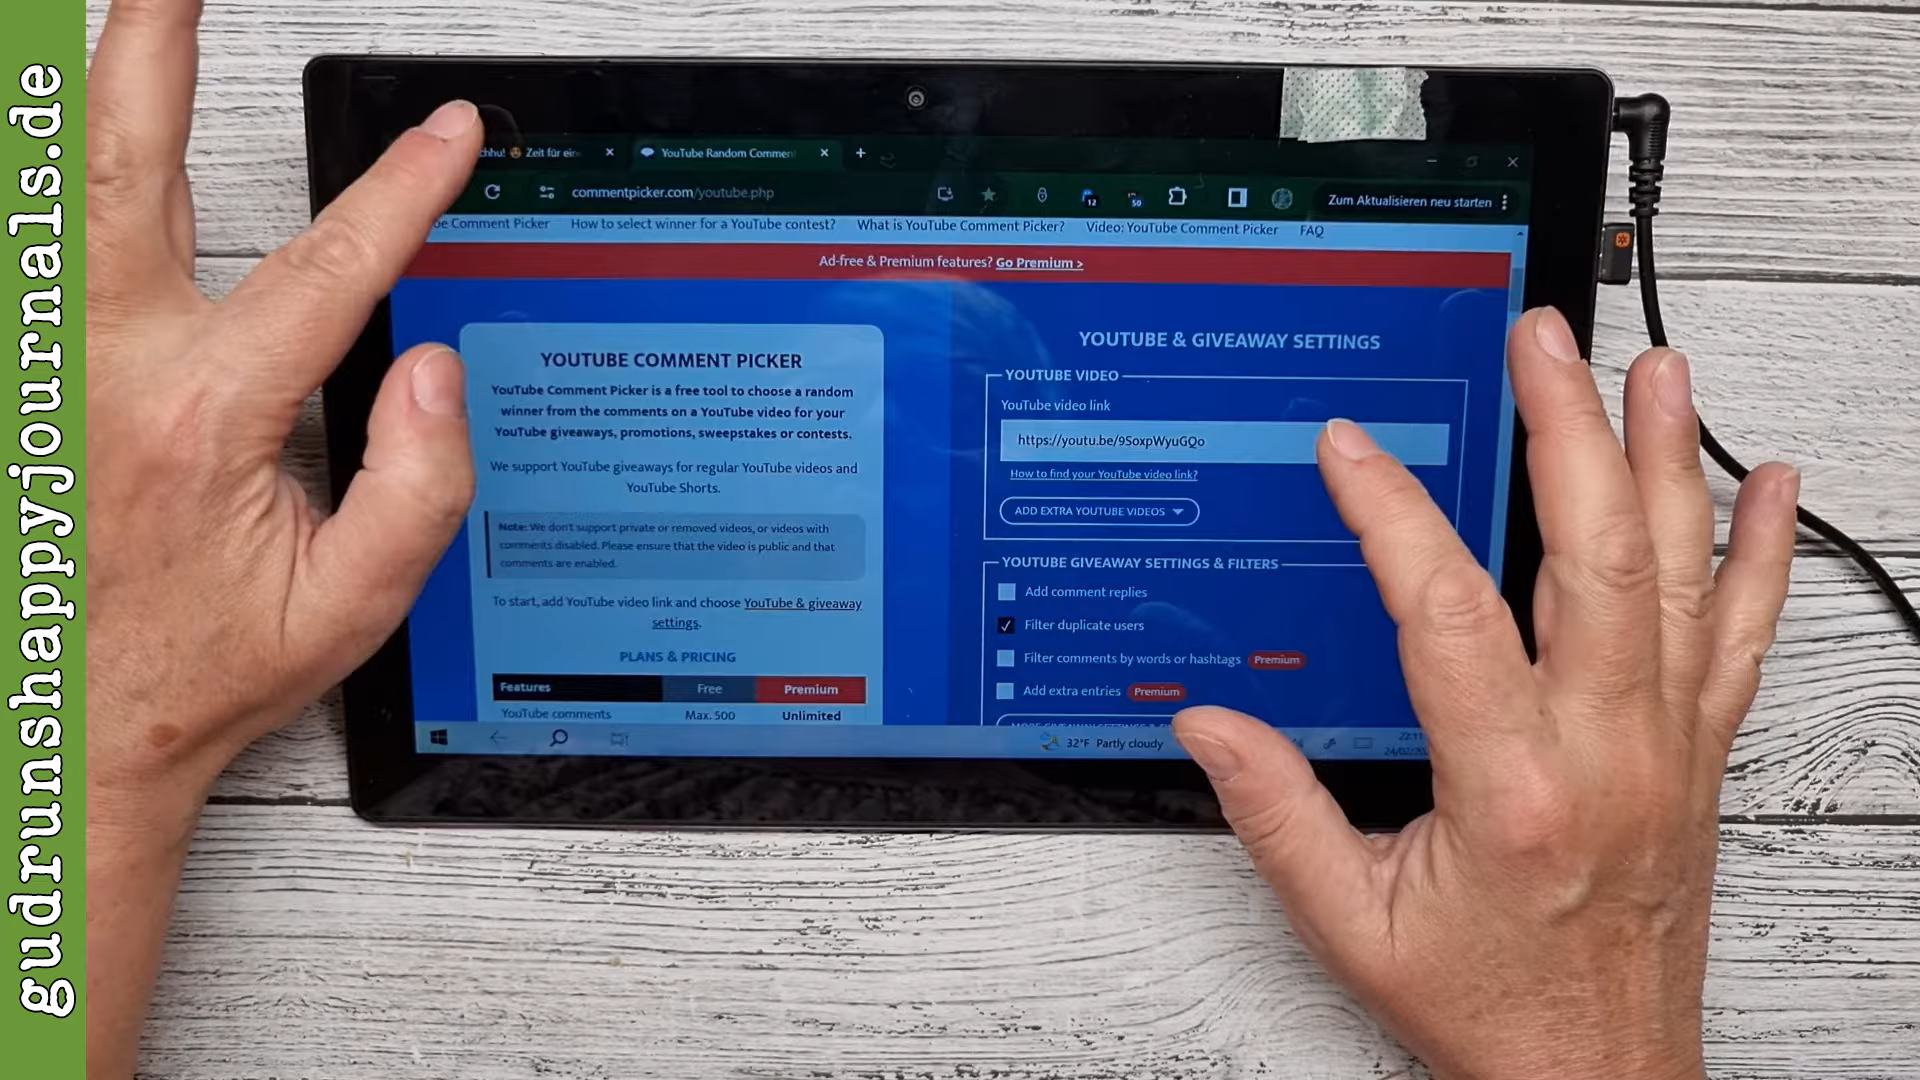 gudrunshappyjournals.de
chhu! 😍 Zeit für ein
YouTube Random Commen
commentpicker.com/youtube.php
12
50
Zum Aktualisieren neu starten
be Comment Picker
How to select winner for a YouTube contest?
What is YouTube Comment Picker?
Video: YouTube Comment Picker
FAQ
Ad-free & Premium features? Go Premium >
YOUTUBE COMMENT PICKER
YouTube Comment Picker is a free tool to choose a random
winner from the comments on a YouTube video for your
YouTube giveaways, promotions, sweepstakes or contests.
We support YouTube giveaways for regular YouTube videos and
YouTube Shorts.
Note: We don't support private or removed videos, or videos with
comments disabled. Please ensure that the video is public and that
comments are enabled.
To start, add YouTube video link and choose YouTube & giveaway
settings.
PLANS & PRICING
Features Free Premium
YouTube comments Max. 500 Unlimited
YOUTUBE & GIVEAWAY SETTINGS
YOUTUBE VIDEO
YouTube video link
https://youtu.be/9SoxpWyuGQo
How to find your YouTube video link?
ADD EXTRA YOUTUBE VIDEOS
YOUTUBE GIVEAWAY SETTINGS & FILTERS
Add comment replies
Filter duplicate users
Filter comments by words or hashtags Premium
Add extra entries Premium
32°F Partly cloudy
22:11
24/02/20